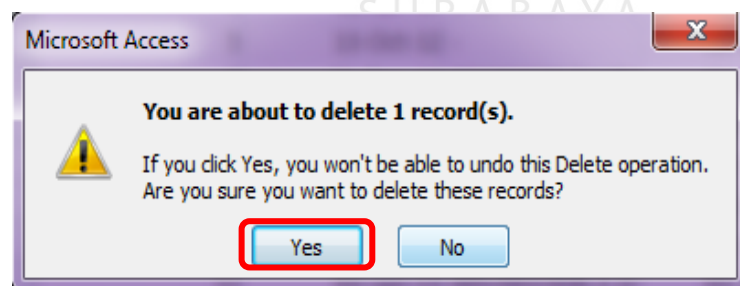 SURABAYA
Microsoft Access
You are about to delete 1 record(s).
If you click Yes, you won't be able to undo this Delete operation.
Are you sure you want to delete these records?
Yes
No